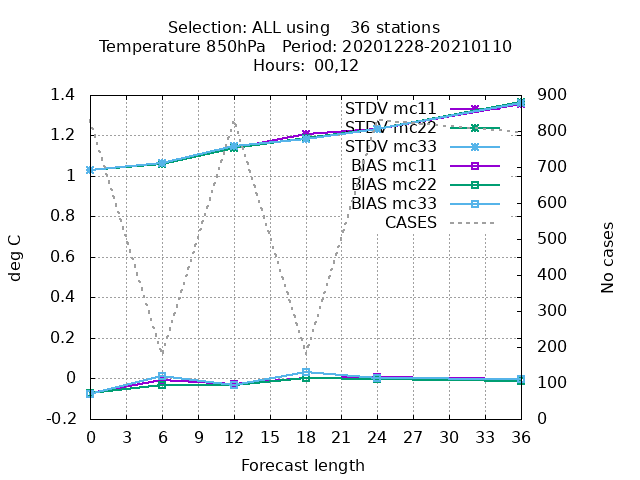 Selection: ALL using    36 stations
Temperature 850hPa   Period: 20201228-20210110
Hours:  00,12
1.4
1.2
1
0.8
0.6
0.4
0.2
0
-0.2
deg C
STDV mc11
STDV mc22
STDV mc33
BIAS mc11
BIAS mc22
BIAS mc33
CASES
900
800
700
600
500
400
300
200
100
0
No cases
0 3 6 9 12 15 18 21 24 27 30 33 36
Forecast length